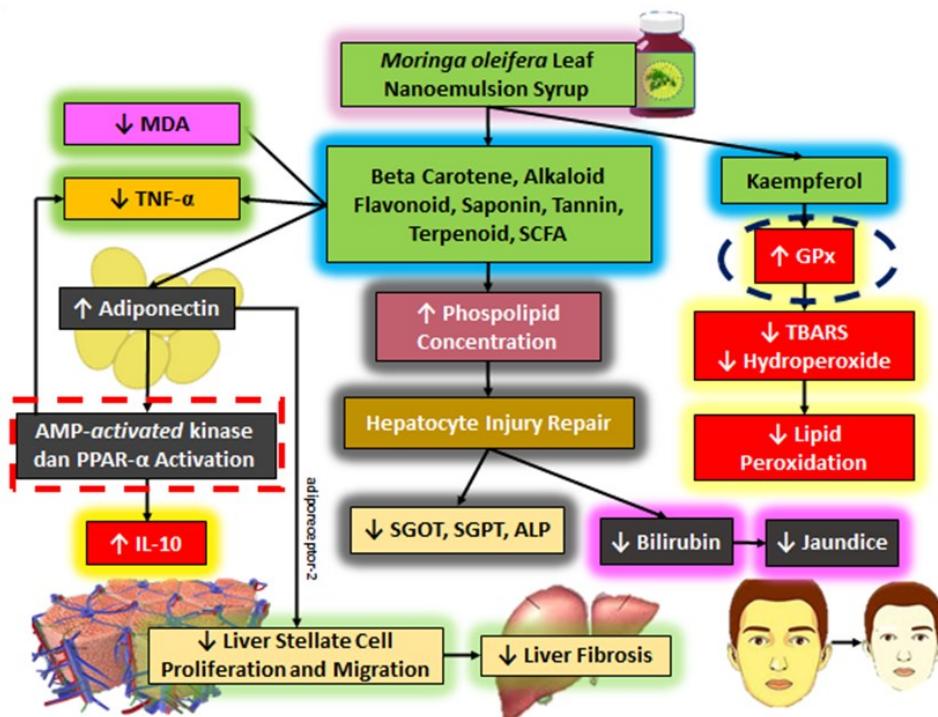 Moringa oleifera Leaf
Nanoemulsion Syrup
↓ MDA
↓ TNF-α
Beta Carotene, Alkaloid
Flavonoid, Saponin, Tannin,
Terpenoid, SCFA
Kaempferol
↑ GPx
↑ Adiponectin
↑ Phospolipid
Concentration
↓ TBARS
↓ Hydroperoxide
AMP-activated kinase
dan PPAR-α Activation
Hepatocyte Injury Repair
↓ Lipid
Peroxidation
adiporeceptor-2
↑ IL-10
↓ SGOT, SGPT, ALP
↓ Bilirubin
↓ Jaundice
↓ Liver Stellate Cell
Proliferation and Migration
↓ Liver Fibrosis